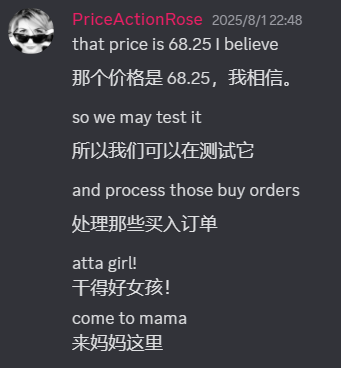 PriceActionRose 2025/8/1 22:48
that price is 68.25 I believe
那个价格是 68.25，我相信。
so we may test it
所以我们可以在测试它
and process those buy orders
处理那些买入订单
atta girl!
干得好女孩！
come to mama
来妈妈这里